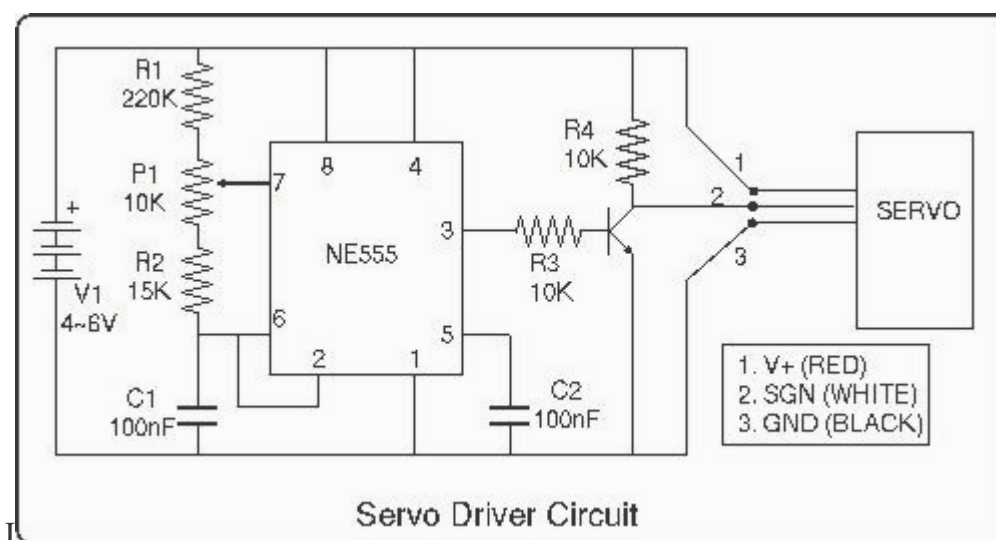 R1
220K
P1
10K
R2
15K
+
V1
4~6V
C1
100nF
8
4
7
NE555
3
6
5
2
1
R3
10K
R4
10K
C2
100nF
1
2
3
SERVO
1. V+ (RED)
2. SGN (WHITE)
3. GND (BLACK)
Servo Driver Circuit